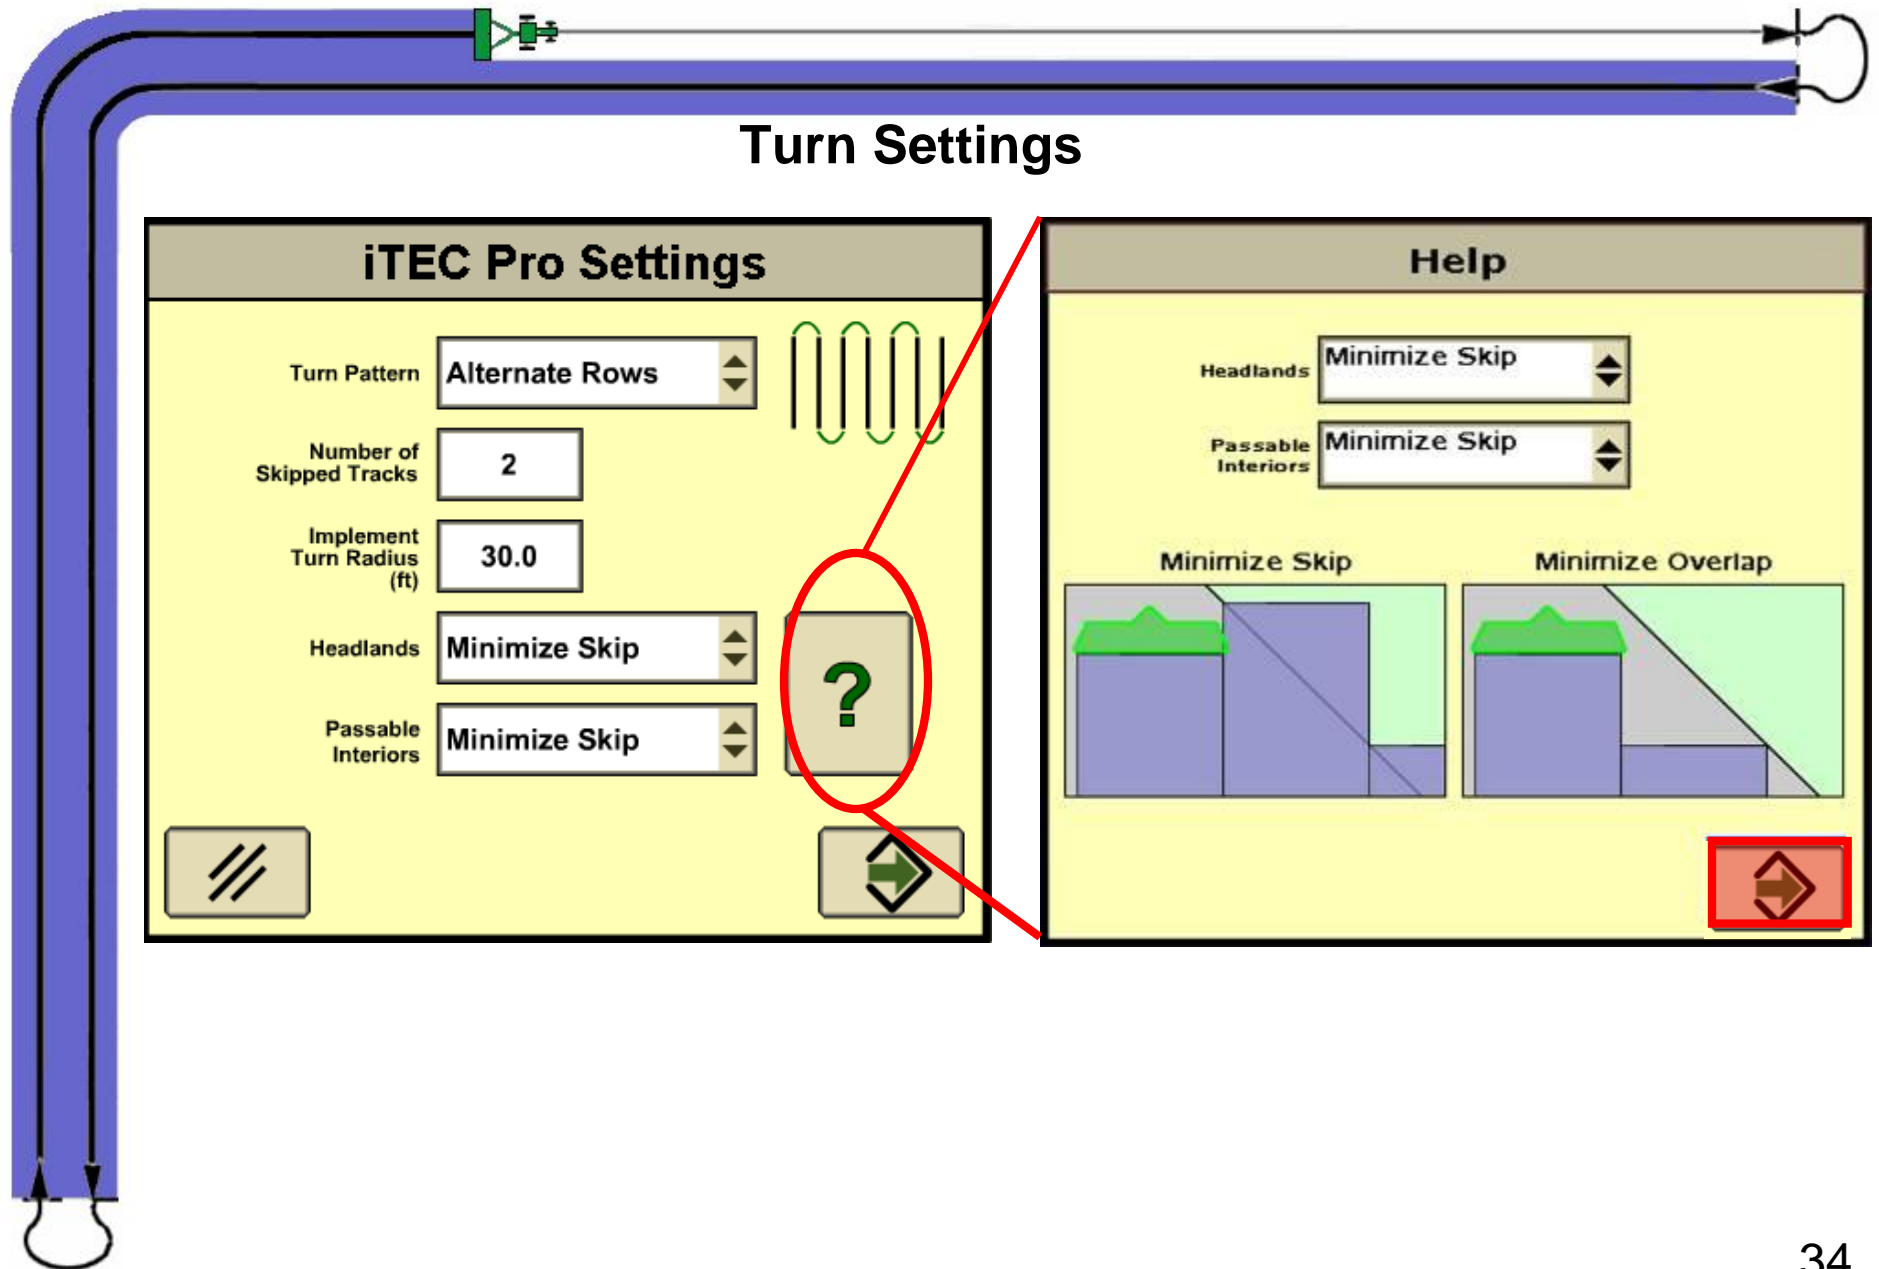 Turn Settings
iTEC Pro Settings
Turn Pattern
Alternate Rows
Number of
Skipped Tracks
2
Implement
Turn Radius
(ft)
30.0
Headlands
Minimize Skip
Passable
Interiors
Minimize Skip
?
Help
Headlands
Minimize Skip
Passable
Interiors
Minimize Skip
Minimize Skip
Minimize Overlap
34